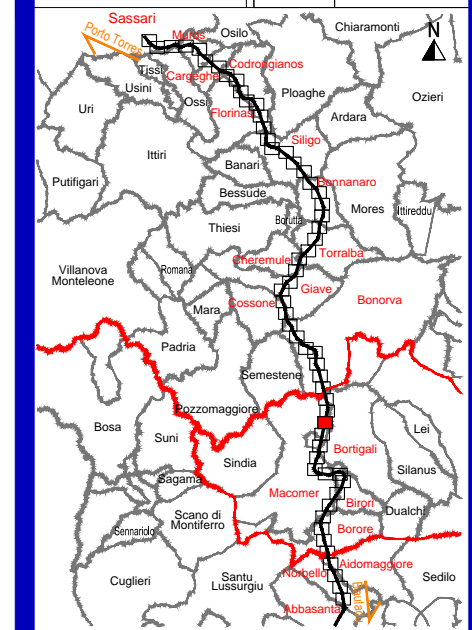 Sassari
Chiaramonti
Porto Torres
Muros
Osilo
N
Tissi
Cargeghe
Codrongianos
Usini
Ossi
Ploaghe
Ozieri
Uri
Florinas
Ardara
Ittiri
Siligo
Banari
Putifigari
Bessude
Bonnanaro
Mores
Ittireddu
Borutta
Thiesi
Torralba
Cheremule
Villanova
Monteleone
Romana
Giave
Bonorva
Cossone
Mara
Padria
Semestene
Pozzomaggiore
Bosa
Suni
Lei
Bortigali
Sindia
Silanus
Sagama
Macomer
Birori
Dualchi
Scano di
Montiferro
Sennariolo
Borore
Aidomaggiore
Norbello
Cuglieri
Santu
Lussurgiu
Sedilo
Abbasanta